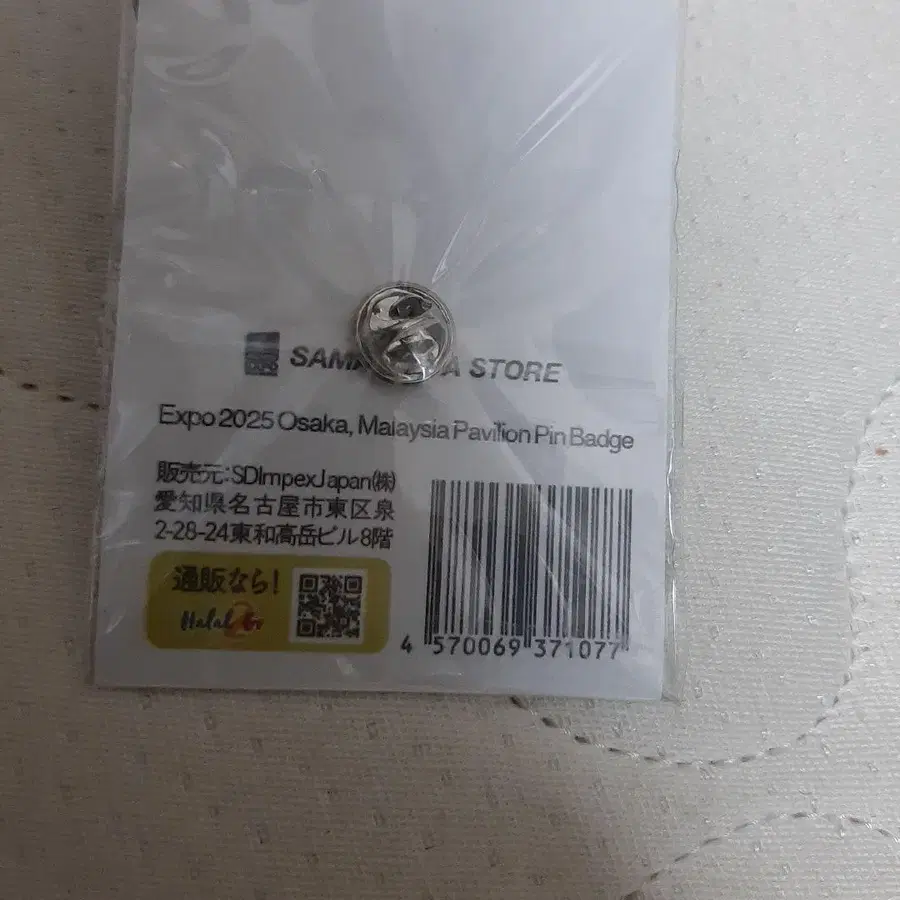 STORE
Expo 2025 Osaka, Malaysia Pavilion Pin Badge
販売元:SDImpexJapan㈱
愛知県名古屋市東区泉
2-28-24東和高岳ビル8階
通販なら!
Halal
4 570069 371077